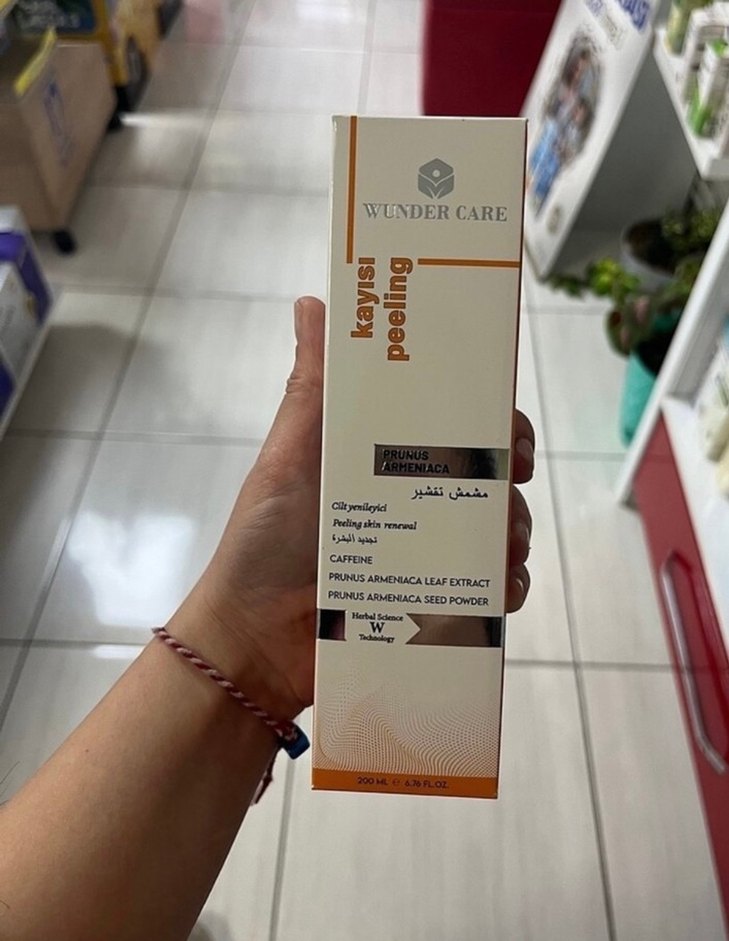 WUNDER CARE
kayısı
peeling
PRUNUS
ARMENIACA
مشمش تقشير
Cilt yenileyici
Peeling skin renewal
تجديد البشرة
CAFFEINE
PRUNUS ARMENIACA LEAF EXTRACT
PRUNUS ARMENIACA SEED POWDER
Herbal Science
W
Technology
200 ML ℮ 6.76 FL.OZ.